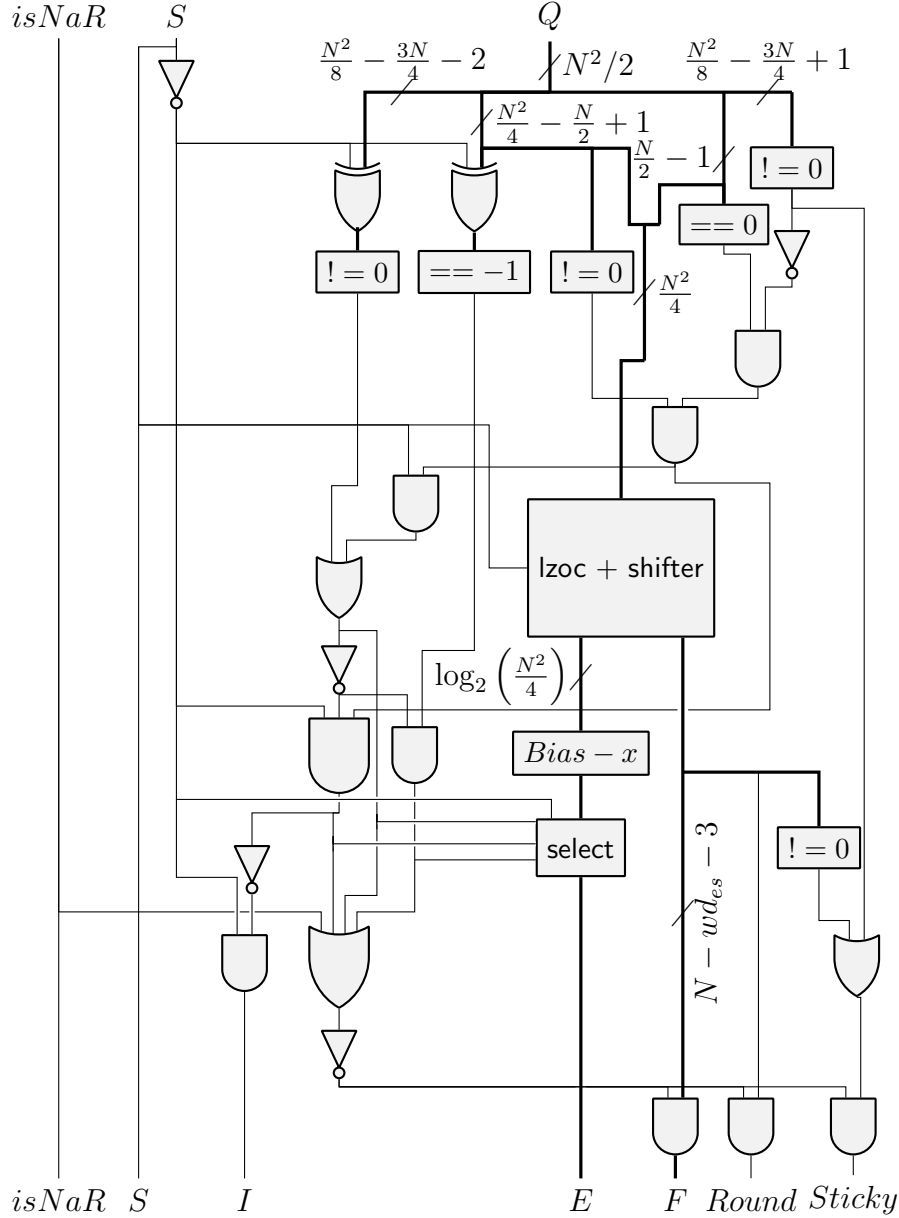 isNaR S Q
N²/8 − 3N/4 − 2 N²/2 N²/8 − 3N/4 + 1
N²/4 − N/2 + 1
N/2 − 1 ! = 0
== 0
! = 0 == −1 ! = 0 N²/4
lzoc + shifter
log₂ (N²/4)
Bias − x
select ! = 0
N − wd_es − 3
isNaR S I E F Round Sticky